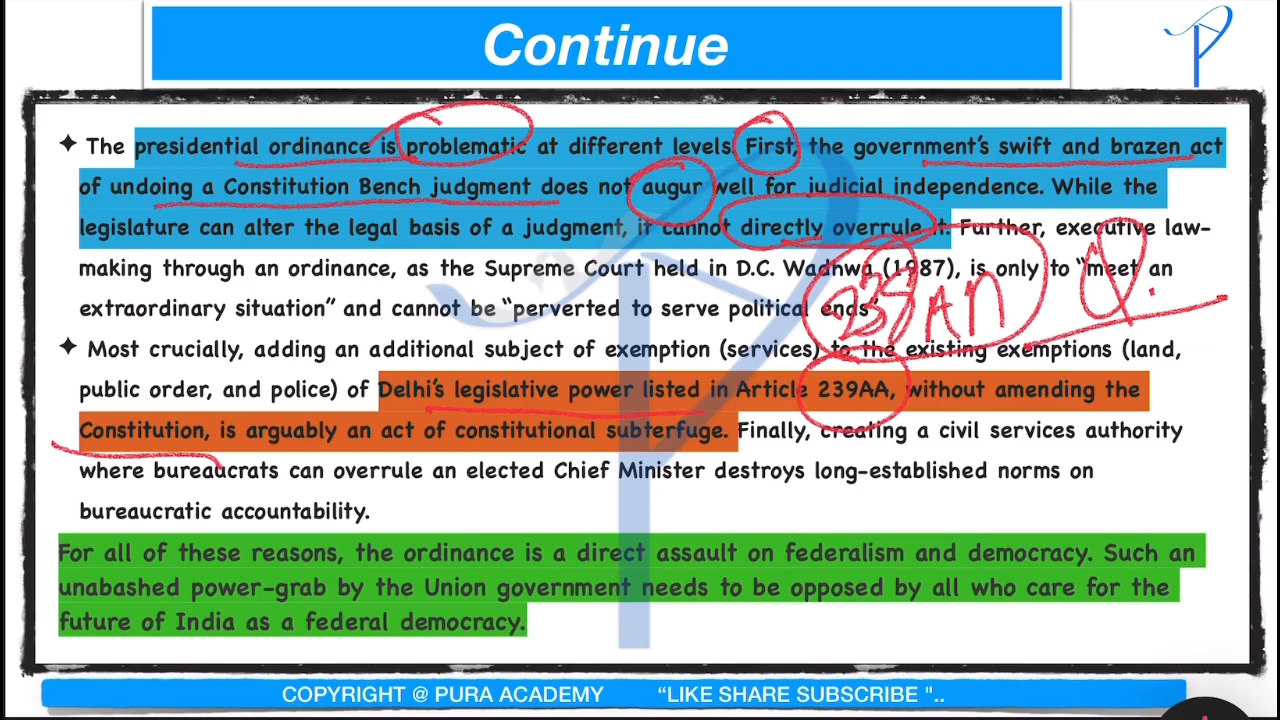 Continue
The presidential ordinance is problematic at different levels. First, the government's swift and brazen act
of undoing a Constitution Bench judgment does not augur well for judicial independence. While the
legislature can alter the legal basis of a judgment, it cannot directly overrule it. Further, executive law-
making through an ordinance, as the Supreme Court held in D.C. Wadhwa (1987), is only to “meet an
extraordinary situation” and cannot be “perverted to serve political ends”.
Most crucially, adding an additional subject of exemption (services) to the existing exemptions (land,
public order, and police) of Delhi's legislative power listed in Article 239AA, without amending the
Constitution, is arguably an act of constitutional subterfuge. Finally, creating a civil services authority
where bureaucrats can overrule an elected Chief Minister destroys long-established norms on
bureaucratic accountability.
For all of these reasons, the ordinance is a direct assault on federalism and democracy. Such an
unabashed power-grab by the Union government needs to be opposed by all who care for the
future of India as a federal democracy.
COPYRIGHT @ PURA ACADEMY “LIKE SHARE SUBSCRIBE "..